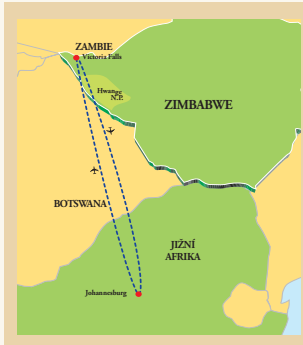 ZAMBIE
Victoria Falls
Hwange
N.P.
ZIMBABWE
BOTSWANA
JIŽNÍ
AFRIKA
Johannesburg